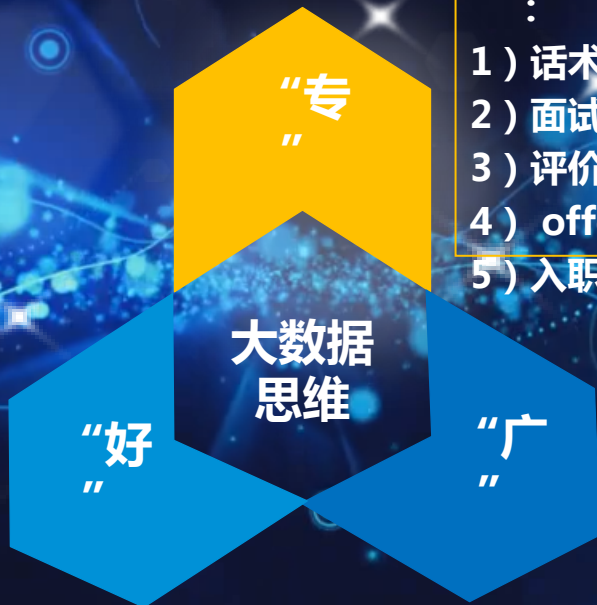 “专
”
：
1）话术
2）面试
3）评价
4） off
5）入职
大数据
思维
“好
”
“广
”